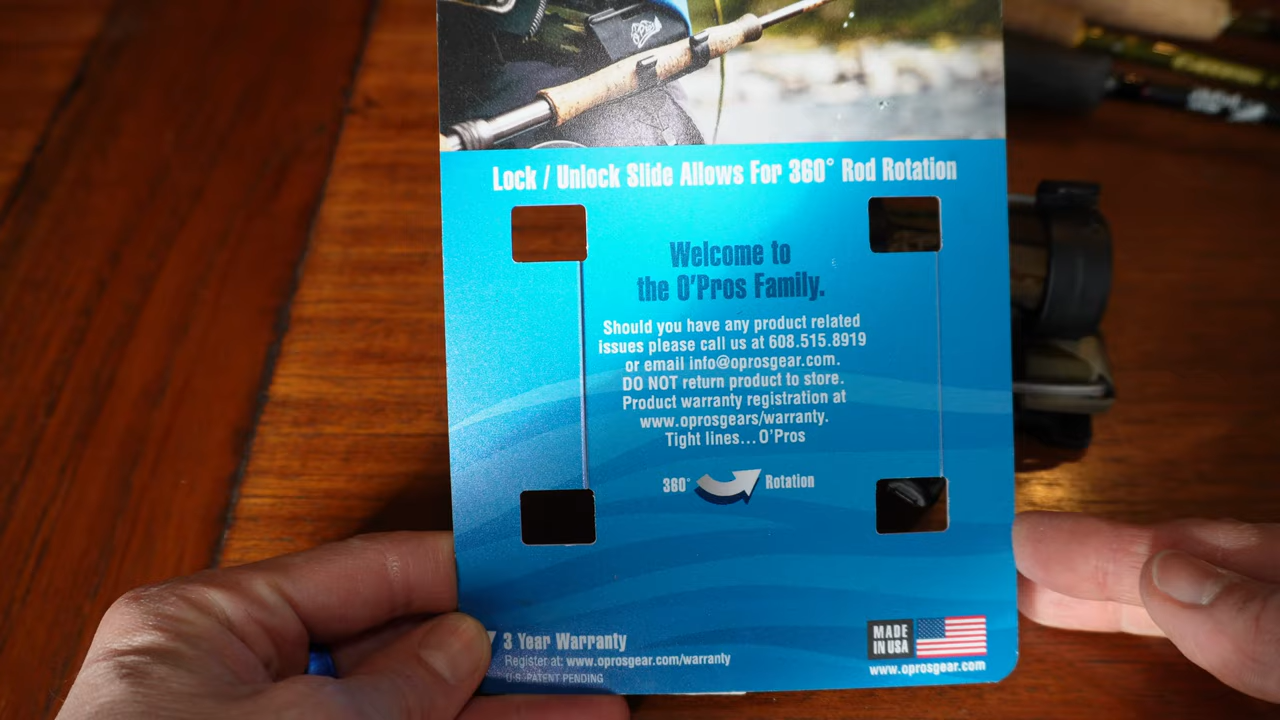 Lock / Unlock Slide Allows For 360° Rod Rotation
Welcome to
the O'Pros Family.
Should you have any product related
issues please call us at 608.515.8919
or email info@oprosgear.com.
DO NOT return product to store.
Product warranty registration at
www.oprosgears/warranty.
Tight lines...O'Pros
360° Rotation
3 Year Warranty
Register at: www.oprosgear.com/warranty
U.S. PATENT PENDING
MADE
IN USA
www.oprosgear.com